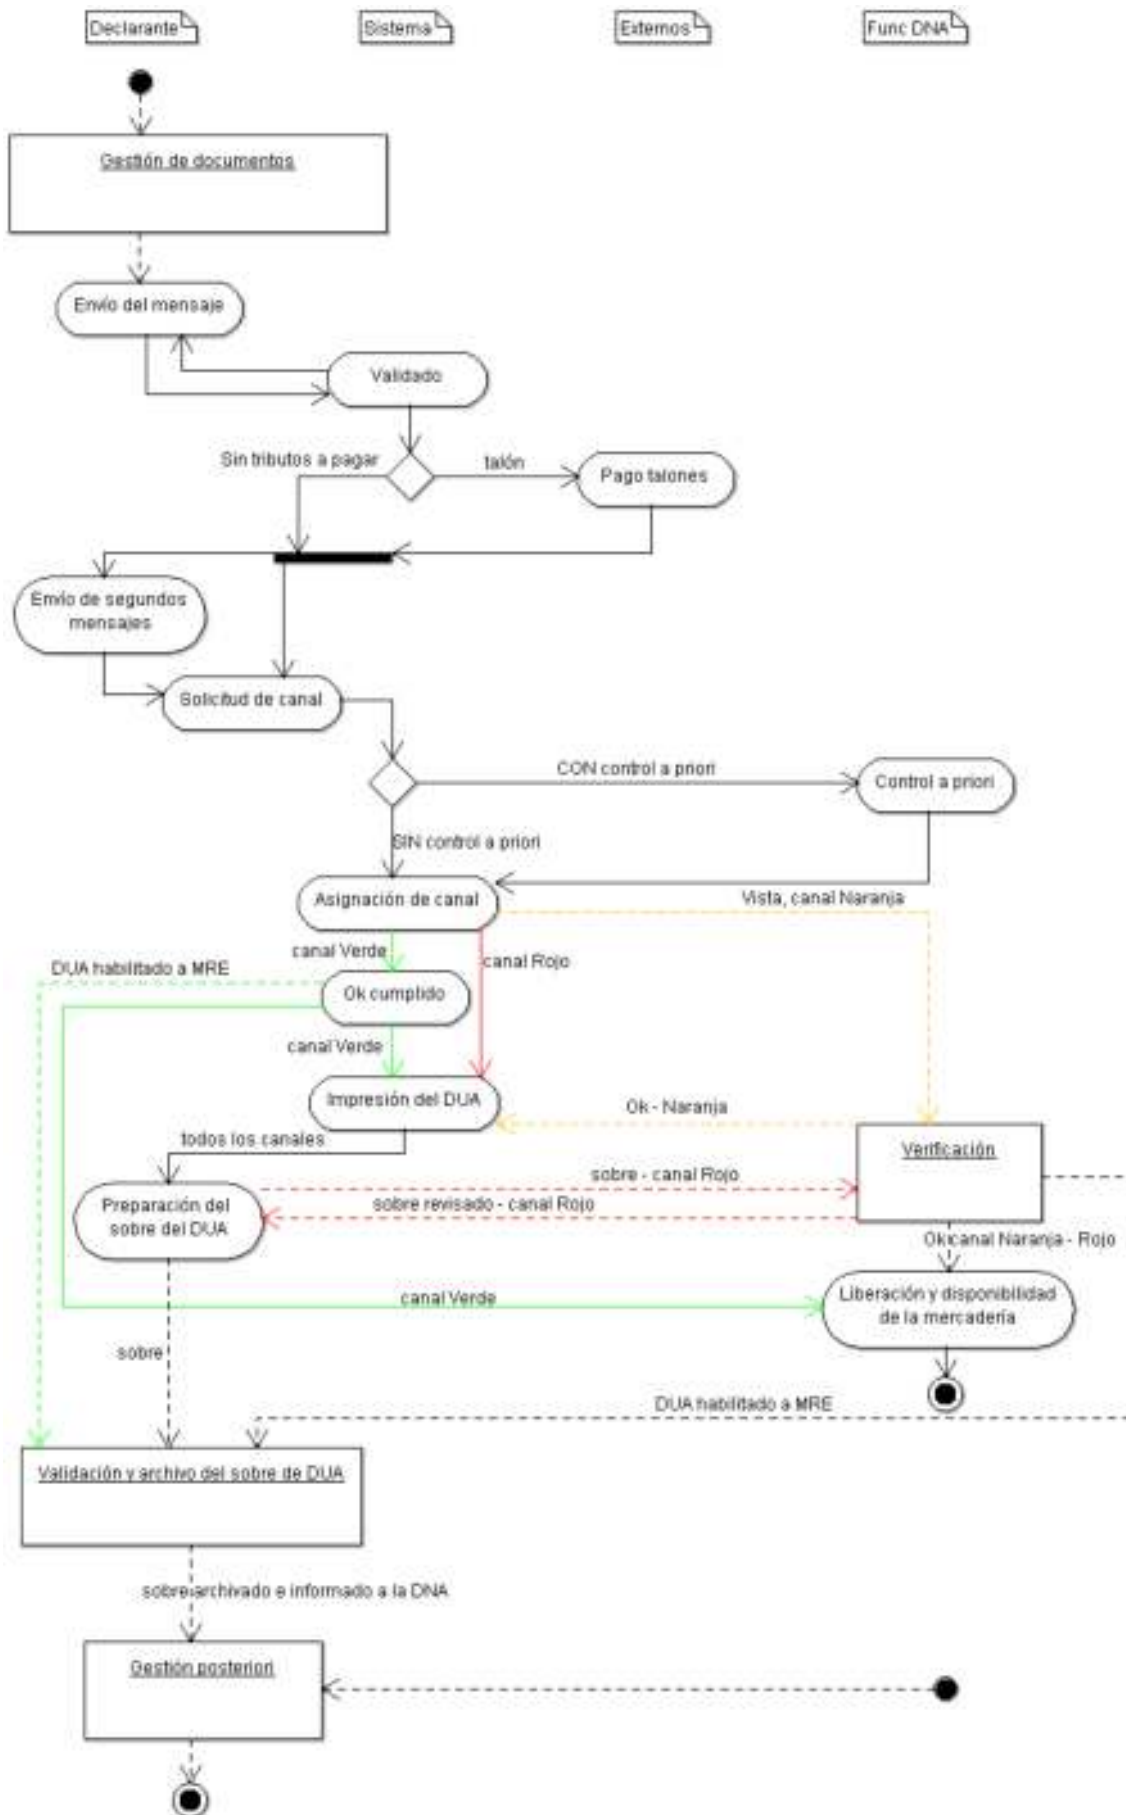 Declarante
Sistema
Externos
Func DNA
Gestión de documentos
Envío del mensaje
Validado
Sin tributos a pagar
talón
Pago talones
Envío de segundos
mensajes
Solicitud de canal
CON control a priori
Control a priori
SIN control a priori
Asignación de canal
Vista, canal Naranja
canal Verde
canal Rojo
DUA habilitado a MRE
Ok cumplido
canal Verde
Impresión del DUA
Ok - Naranja
todos los canales
Verificación
sobre - canal Rojo
Preparación del
sobre del DUA
sobre revisado - canal Rojo
Ok canal Naranja - Rojo
canal Verde
Liberación y disponibilidad
de la mercadería
sobre
DUA habilitado a MRE
Validación y archivo del sobre de DUA
sobre archivado e informado a la DNA
Gestión posteriori